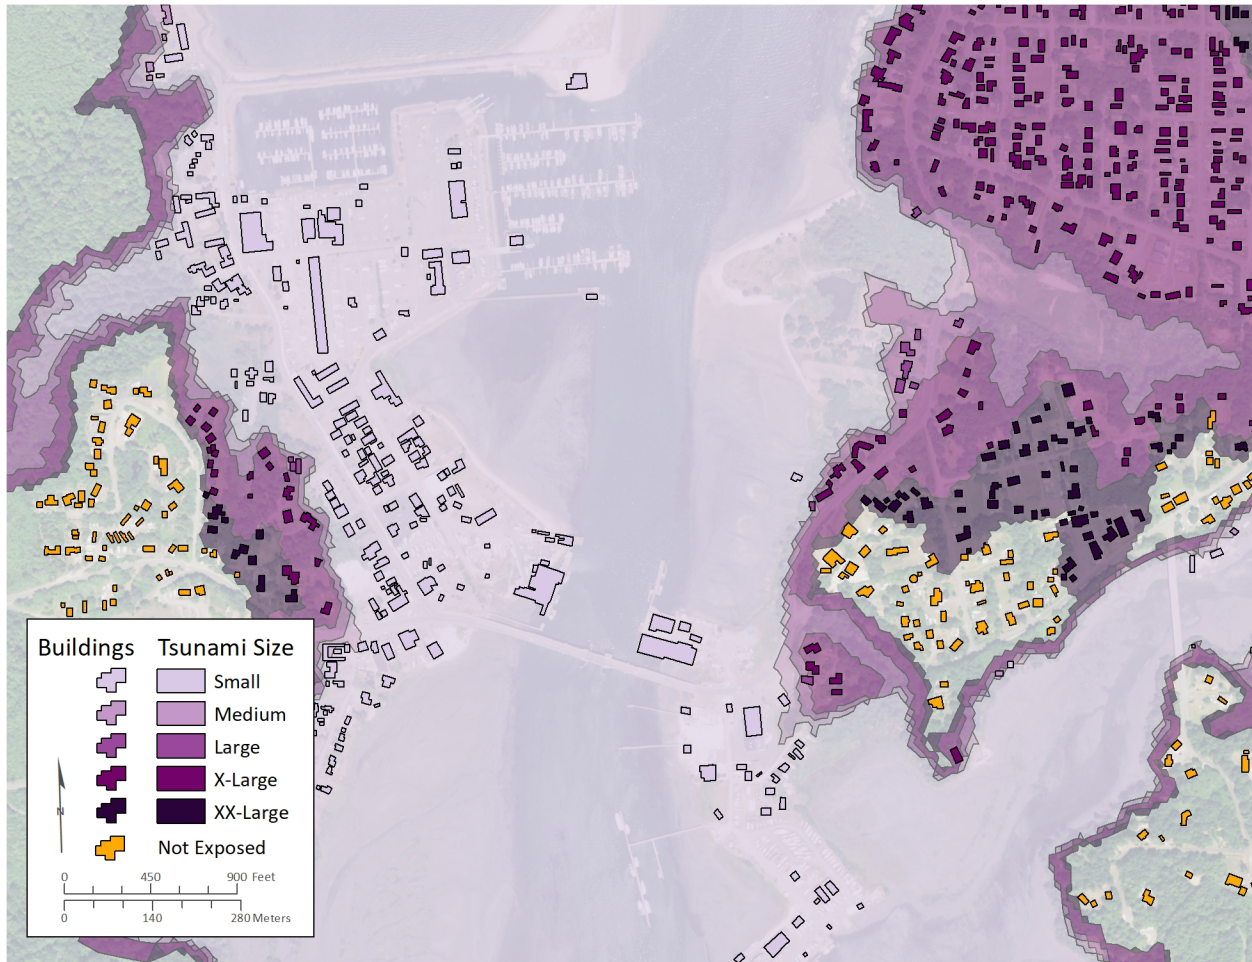 Buildings Tsunami Size
Small
Medium
Large
X-Large
XX-Large
Not Exposed
N
0 450 900 Feet
0 140 280 Meters